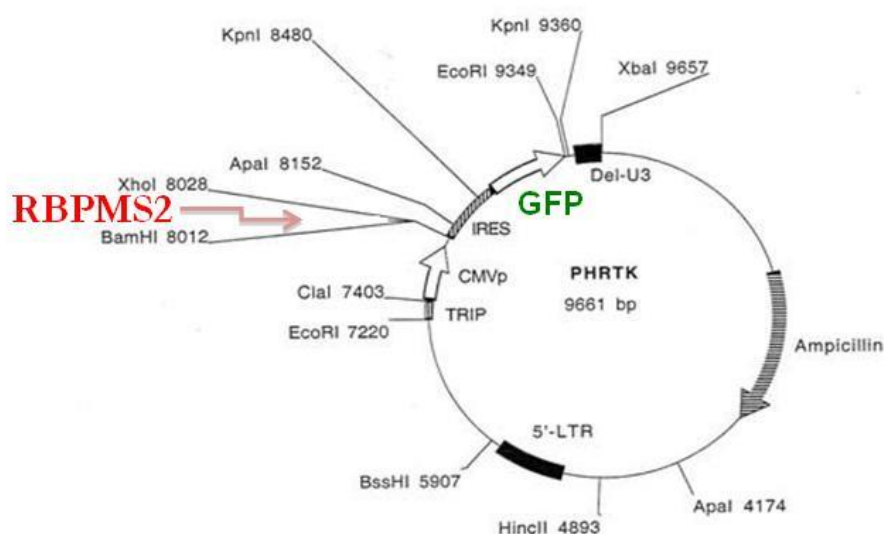 KpnI 9360
KpnI 8480
EcoRI 9349
XbaI 9657
ApaI 8152
Del-U3
XhoI 8028
GFP
RBPMS2
IRES
BamHI 8012
CMVp
PHRTK
ClaI 7403
9661 bp
TRIP
EcoRI 7220
Ampicillin
5'-LTR
BssHI 5907
ApaI 4174
HincII 4893